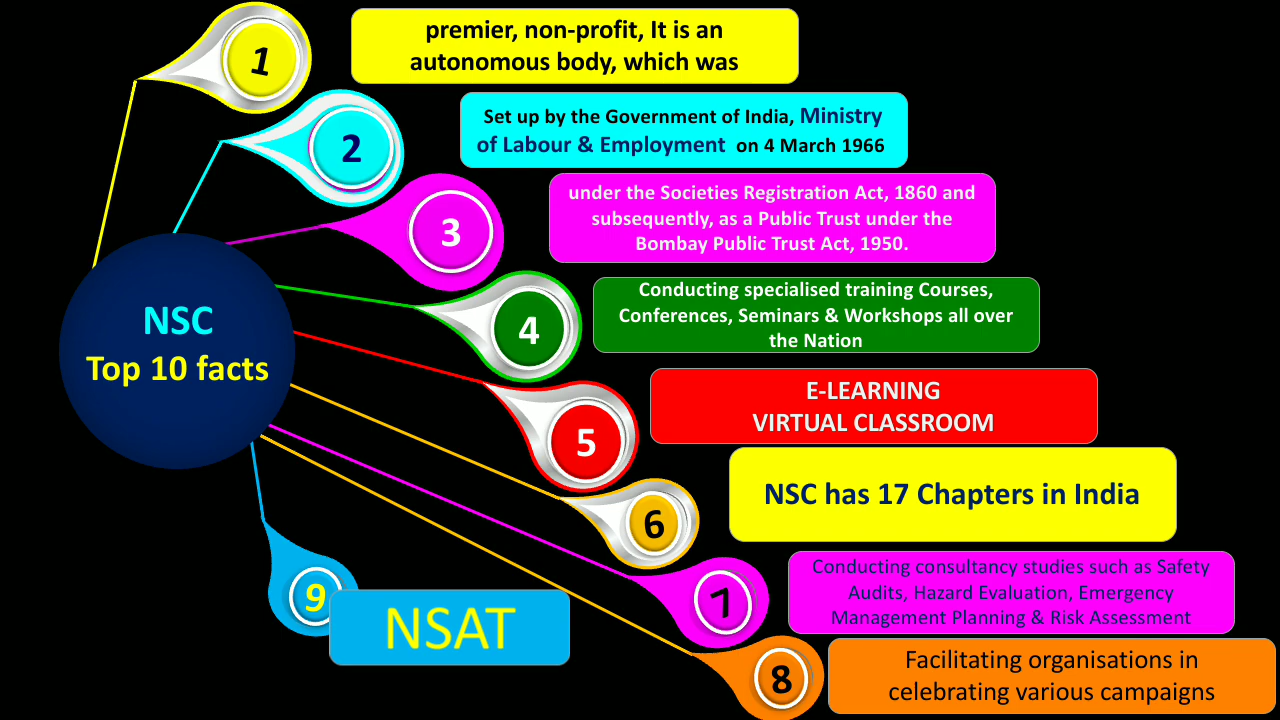 1
premier, non-profit, It is an
autonomous body, which was
2
Set up by the Government of India, Ministry
of Labour & Employment on 4 March 1966
3
under the Societies Registration Act, 1860 and
subsequently, as a Public Trust under the
Bombay Public Trust Act, 1950.
NSC
Top 10 facts
4
Conducting specialised training Courses,
Conferences, Seminars & Workshops all over
the Nation
5
E-LEARNING
VIRTUAL CLASSROOM
6
NSC has 17 Chapters in India
7
Conducting consultancy studies such as Safety
Audits, Hazard Evaluation, Emergency
Management Planning & Risk Assessment
8
Facilitating organisations in
celebrating various campaigns
9
NSAT